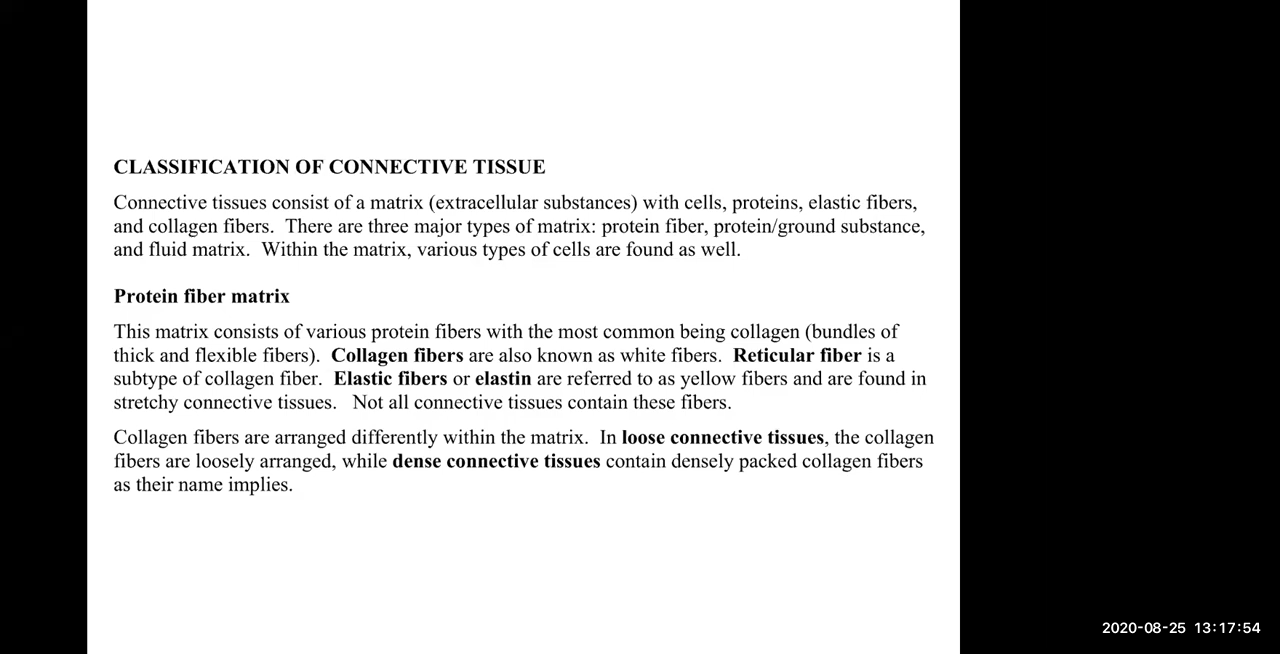 CLASSIFICATION OF CONNECTIVE TISSUE
Connective tissues consist of a matrix (extracellular substances) with cells, proteins, elastic fibers,
and collagen fibers.  There are three major types of matrix: protein fiber, protein/ground substance,
and fluid matrix.  Within the matrix, various types of cells are found as well.
Protein fiber matrix
This matrix consists of various protein fibers with the most common being collagen (bundles of
thick and flexible fibers).  Collagen fibers are also known as white fibers.  Reticular fiber is a
subtype of collagen fiber.  Elastic fibers or elastin are referred to as yellow fibers and are found in
stretchy connective tissues.   Not all connective tissues contain these fibers.
Collagen fibers are arranged differently within the matrix.  In loose connective tissues, the collagen
fibers are loosely arranged, while dense connective tissues contain densely packed collagen fibers
as their name implies.
2020-08-25 13:17:54